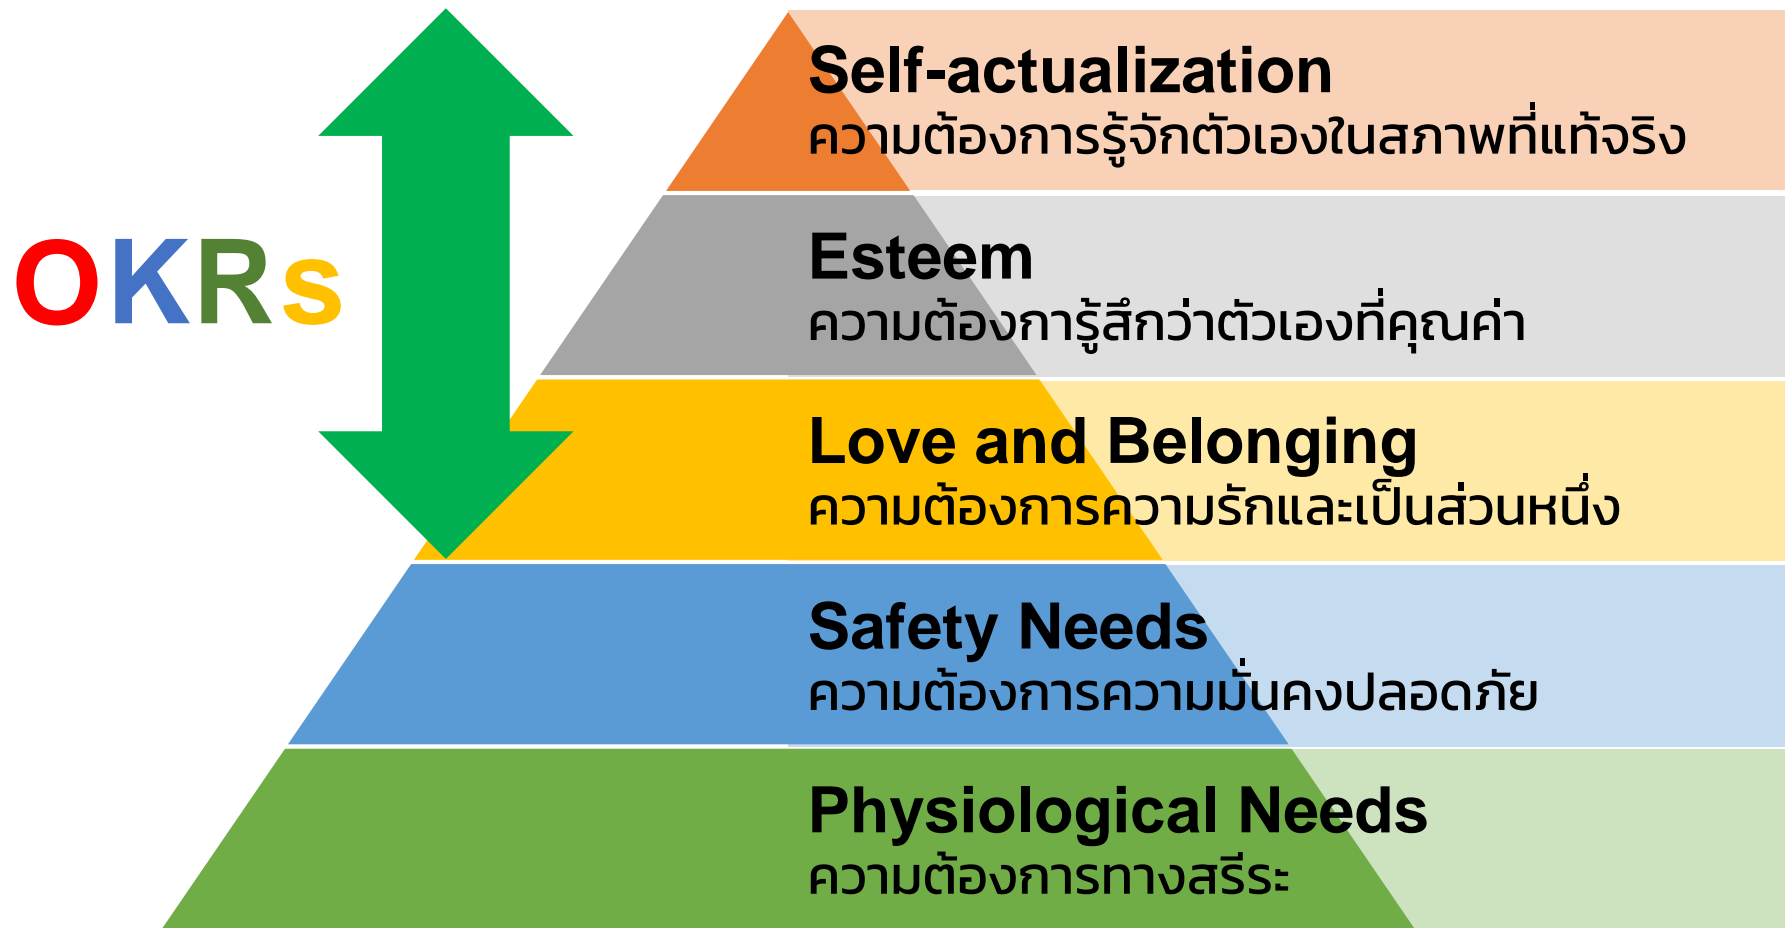 OKRs
Self-actualization
ความต้องการรู้จักตัวเองในสภาพที่แท้จริง
Esteem
ความต้องการู้สึกว่าตัวเองที่คุณค่า
Love and Belonging
ความต้องการความรักและเป็นส่วนหนึ่ง
Safety Needs
ความต้องการความมั่นคงปลอดภัย
Physiological Needs
ความต้องการทางสรีระ